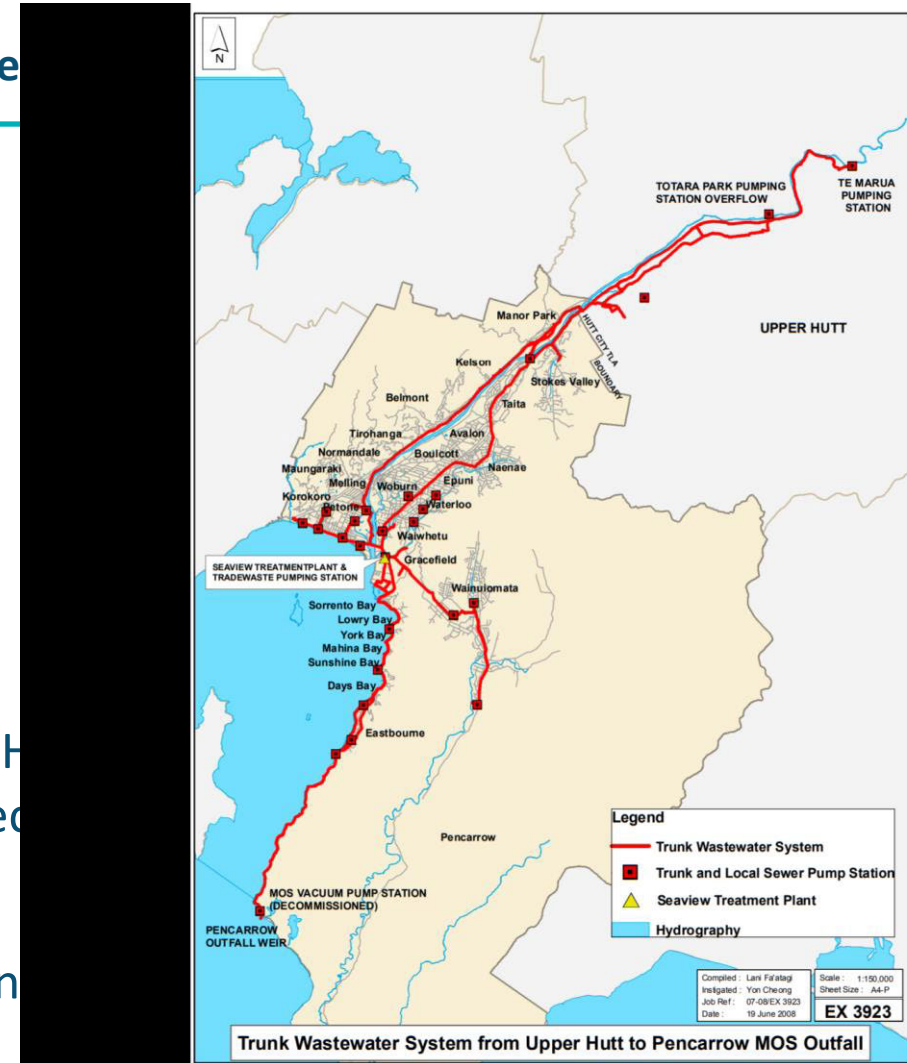 e
H
ec
n
N
TOTARA PARK PUMPING
STATION OVERFLOW
TE MARUA
PUMPING
STATION
UPPER HUTT
Manor Park
HUTT CITY TLA
BOUNDARY
Kelson
Stokes Valley
Belmont
Taita
Tirohanga
Avalon
Normandale
Boulcott
Maungaraki
Naenae
Melling
Woburn
Epuni
Korokoro
Petone
Waterloo
Waiwhetu
SEAVIEW TREATMENTPLANT &
TRADEWASTE PUMPING STATION
Gracefield
Wainuiomata
Sorrento Bay
Lowry Bay
York Bay
Mahina Bay
Sunshine Bay
Days Bay
Eastbourne
Pencarrow
MOS VACUUM PUMP STATION
(DECOMMISSIONED)
PENCARROW
OUTFALL WEIR
Legend
Trunk Wastewater System
Trunk and Local Sewer Pump Station
Seaview Treatment Plant
Hydrography
Compiled : Lani Fa'atagi
Instigated : Yon Cheong
Job Ref : 07-08/EX 3923
Date : 19 June 2008
Scale : 1:150,000
Sheet Size : A4-P
EX 3923
Trunk Wastewater System from Upper Hutt to Pencarrow MOS Outfall